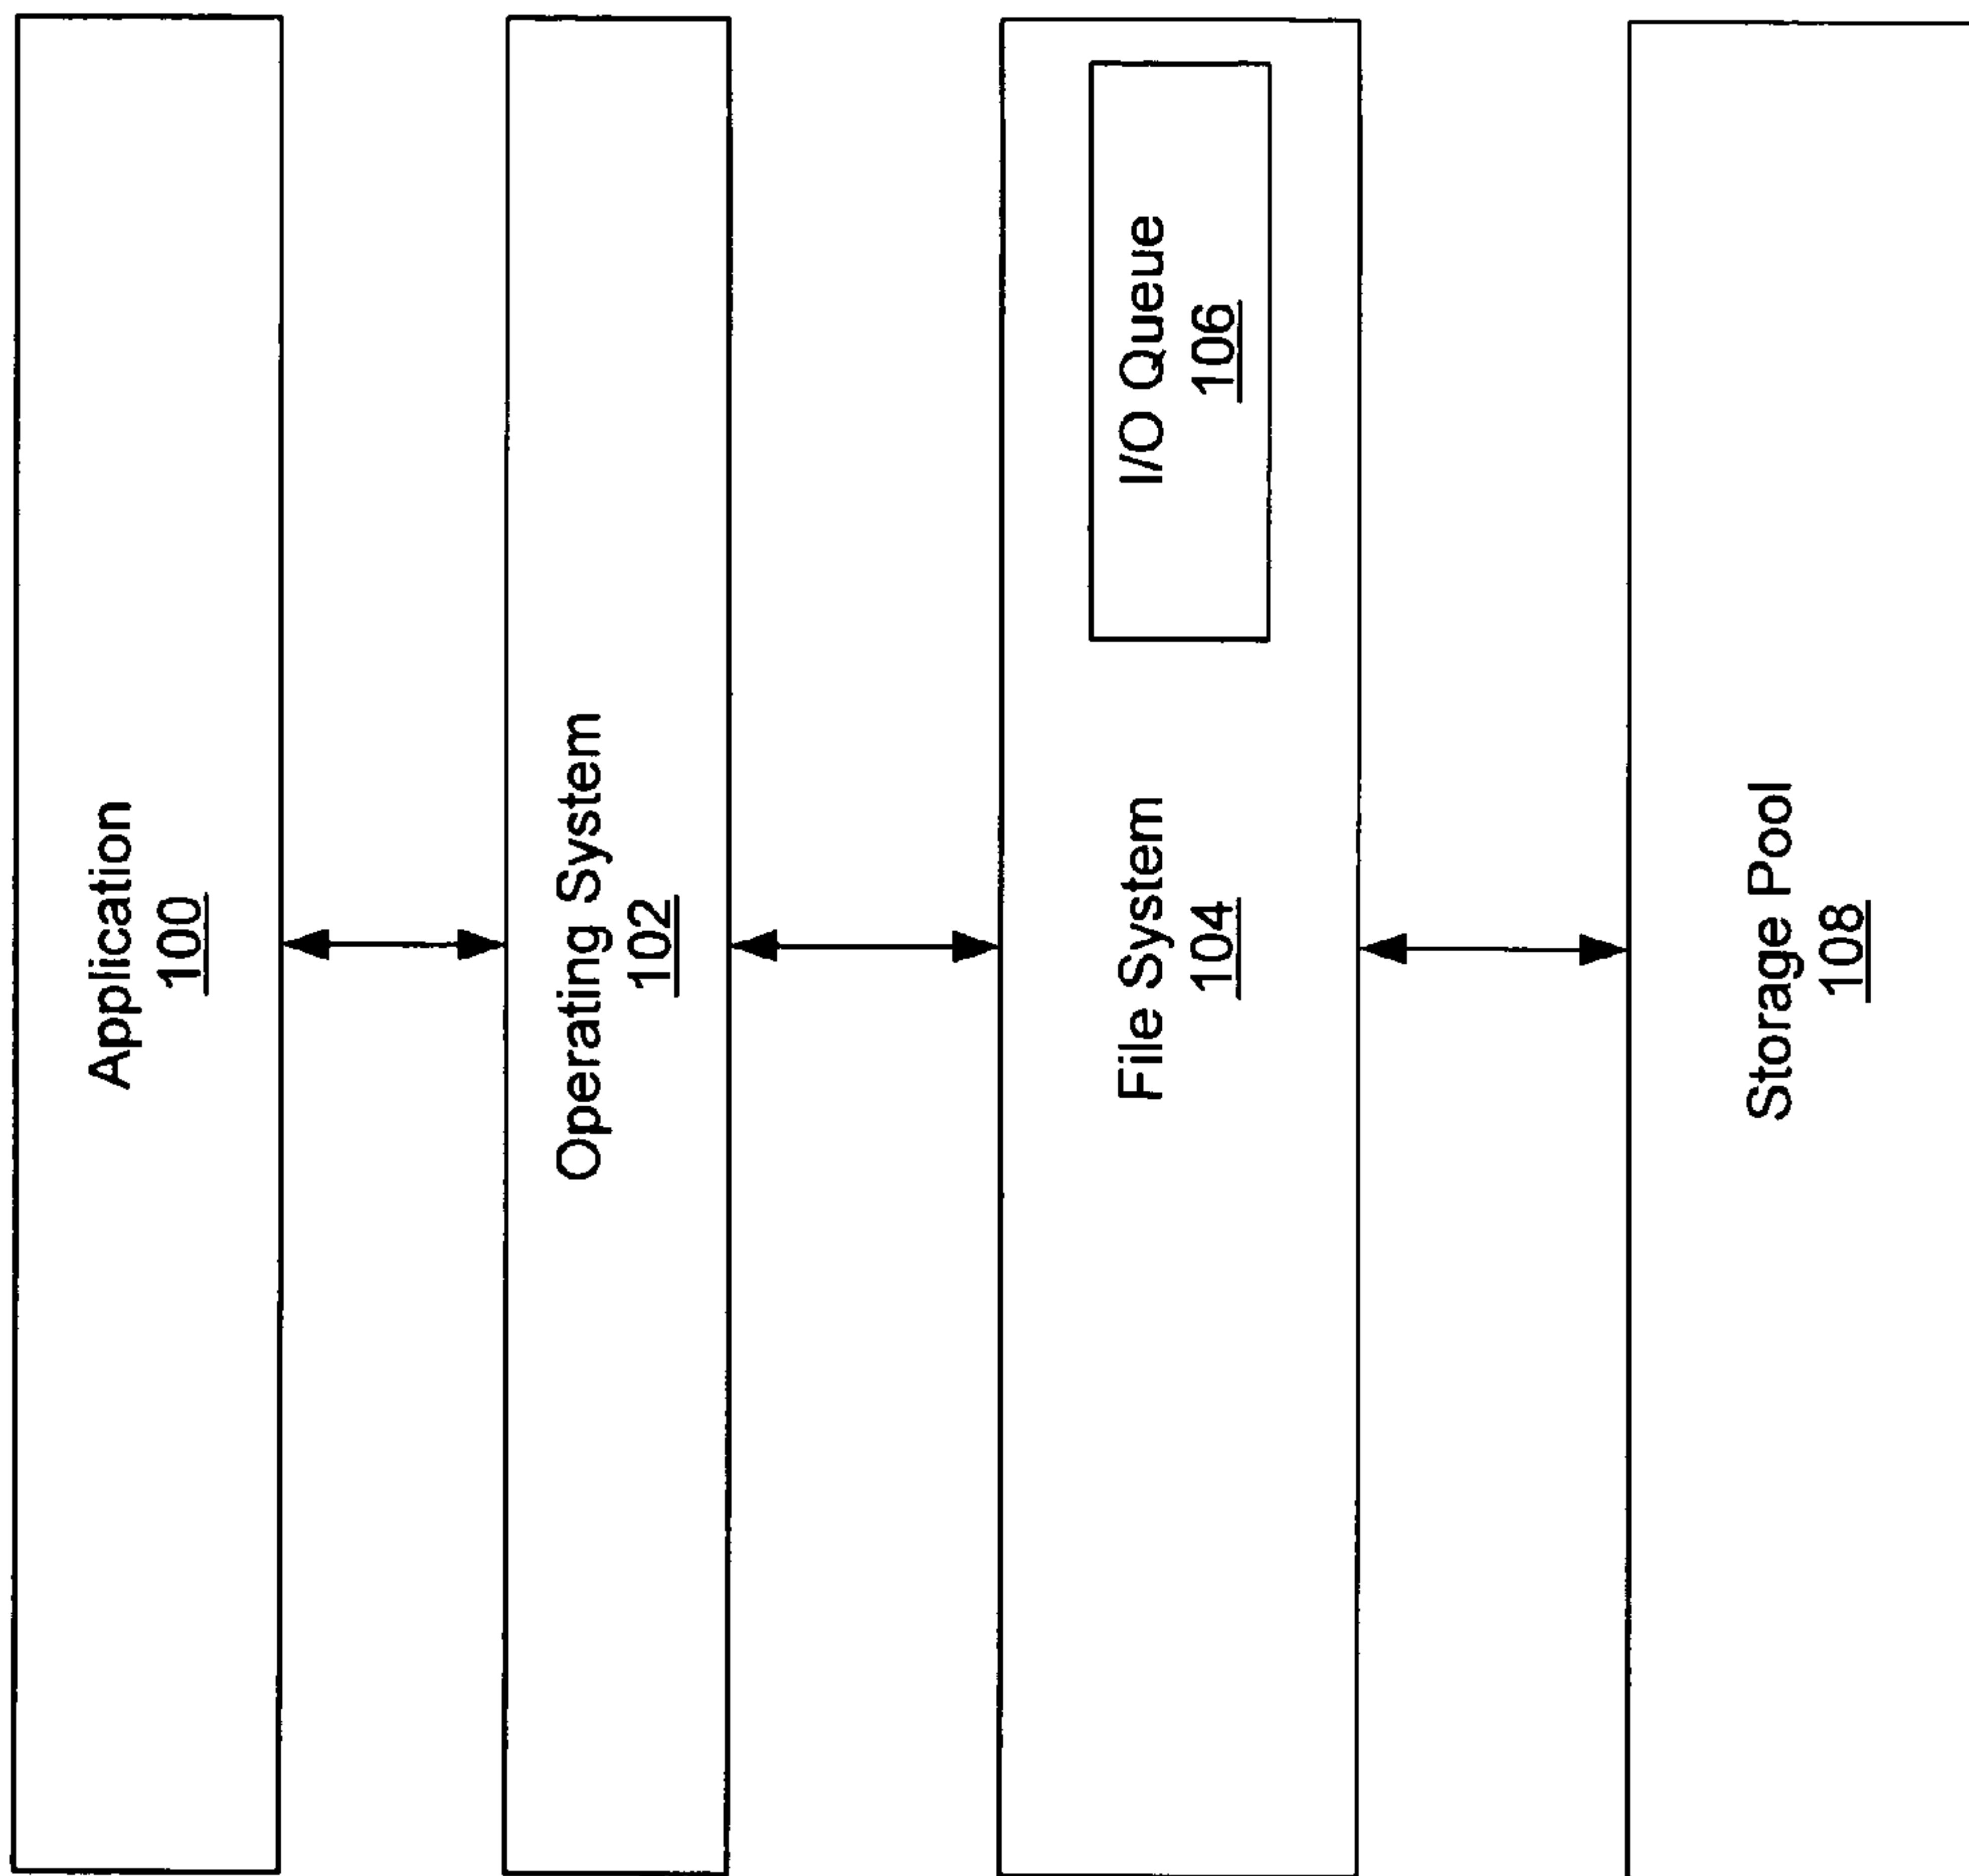 Application
100
Operating System
102
File System
104
I/O Queue
106
Storage Pool
108